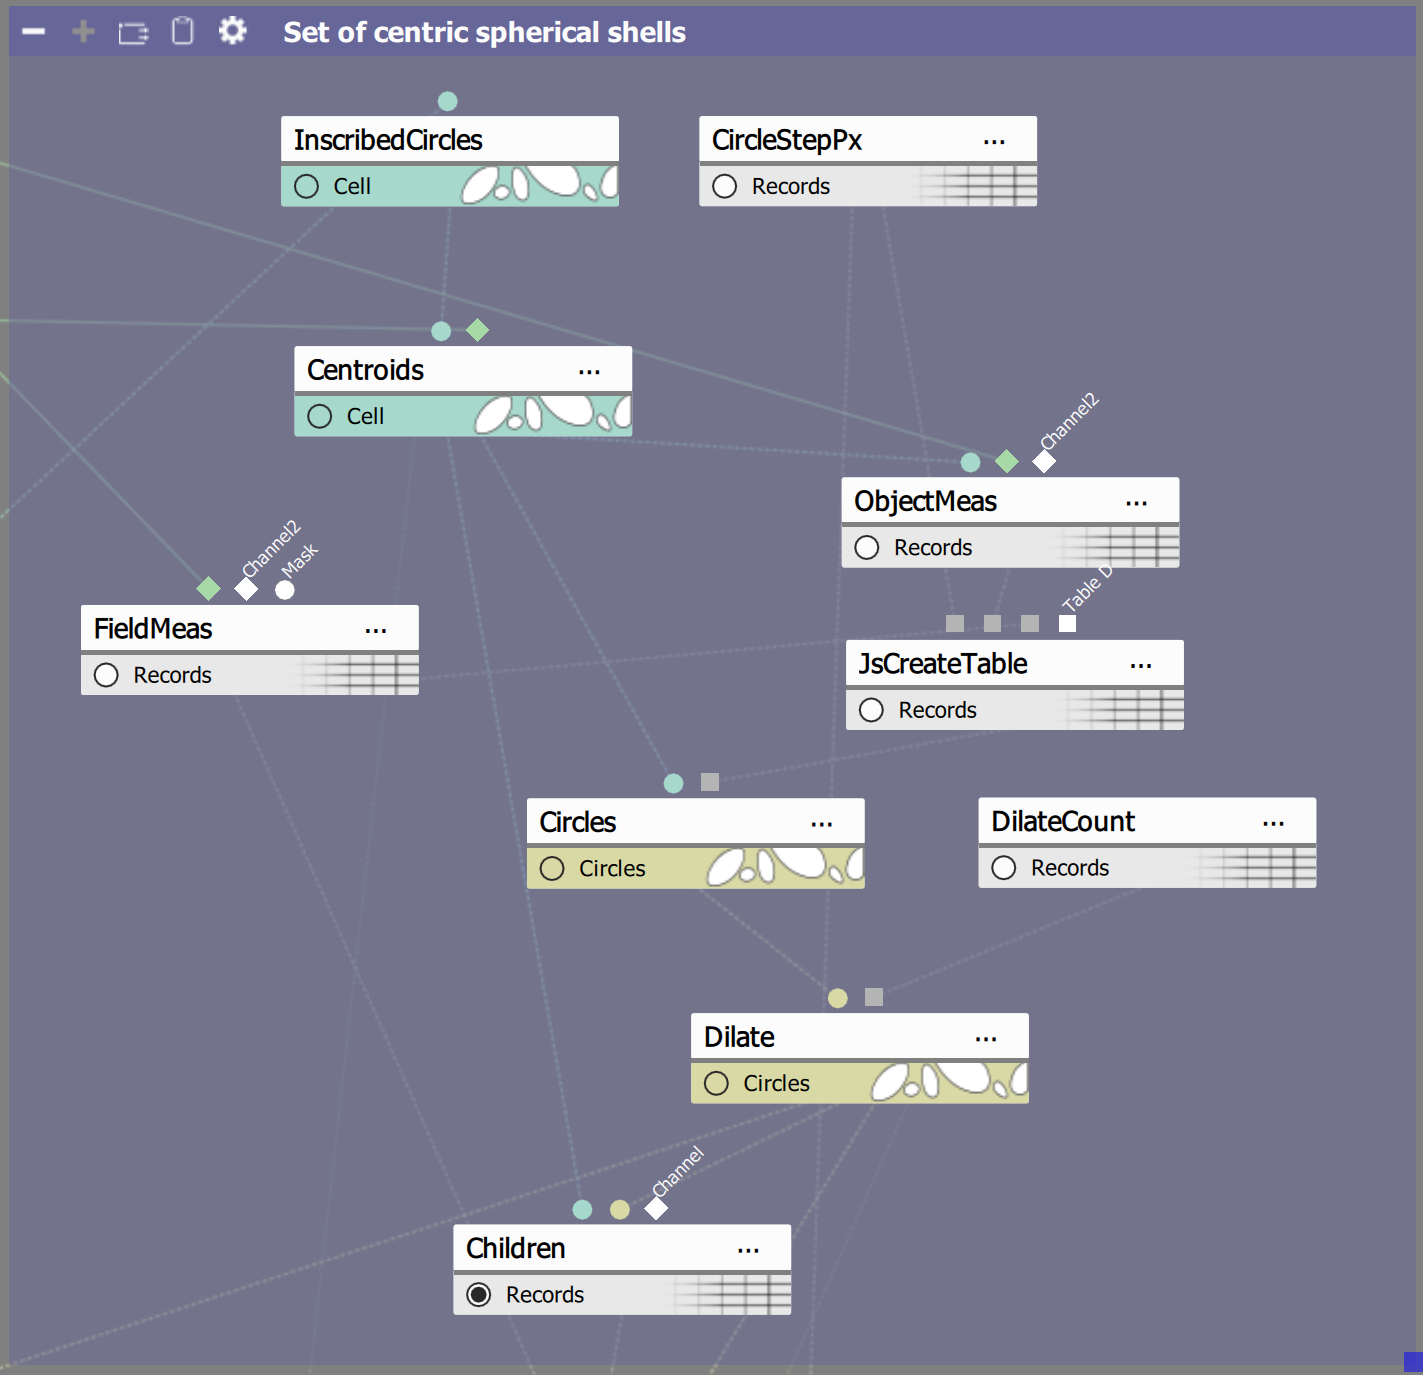 Set of centric spherical shells
InscribedCircles
Cell
CircleStepPx ...
Records
Centroids ...
Cell
Channel2
ObjectMeas ...
Records
Channel2
Mask
FieldMeas ...
Records
Table D
JsCreateTable ...
Records
Circles ...
Circles
DilateCount ...
Records
Dilate ...
Circles
Channel
Children ...
Records